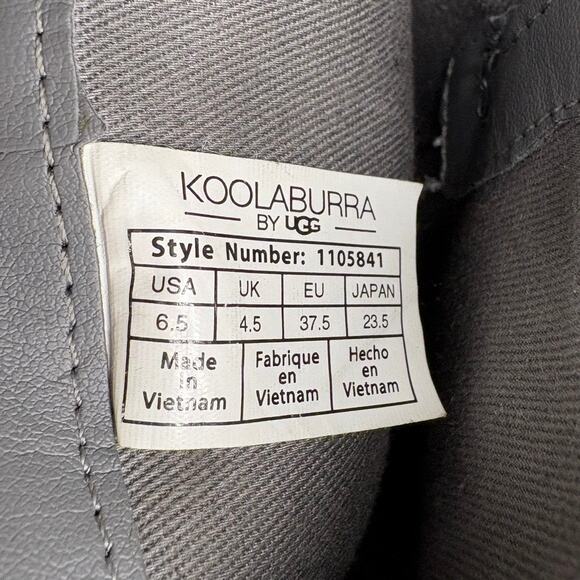 KOOLABURRA
BY UGG
Style Number: 1105841
USA UK EU JAPAN
6.5 4.5 37.5 23.5
Made in Vietnam
Fabrique en Vietnam
Hecho en Vietnam